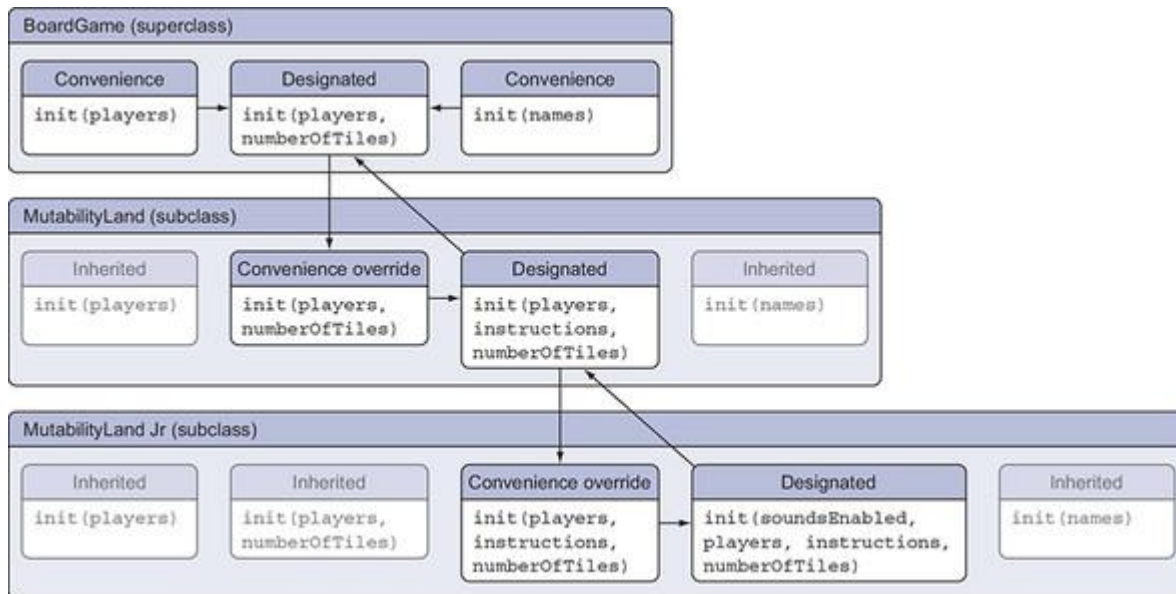 BoardGame (superclass)
Convenience
init(players)
Designated
init(players,
numberOfTiles)
Convenience
init(names)
MutabilityLand (subclass)
Inherited
init(players)
Convenience override
init(players,
numberOfTiles)
Designated
init(players,
instructions,
numberOfTiles)
Inherited
init(names)
MutabilityLand Jr (subclass)
Inherited
init(players)
Inherited
init(players,
numberOfTiles)
Convenience override
init(players,
instructions,
numberOfTiles)
Designated
init(soundsEnabled,
players, instructions,
numberOfTiles)
Inherited
init(names)